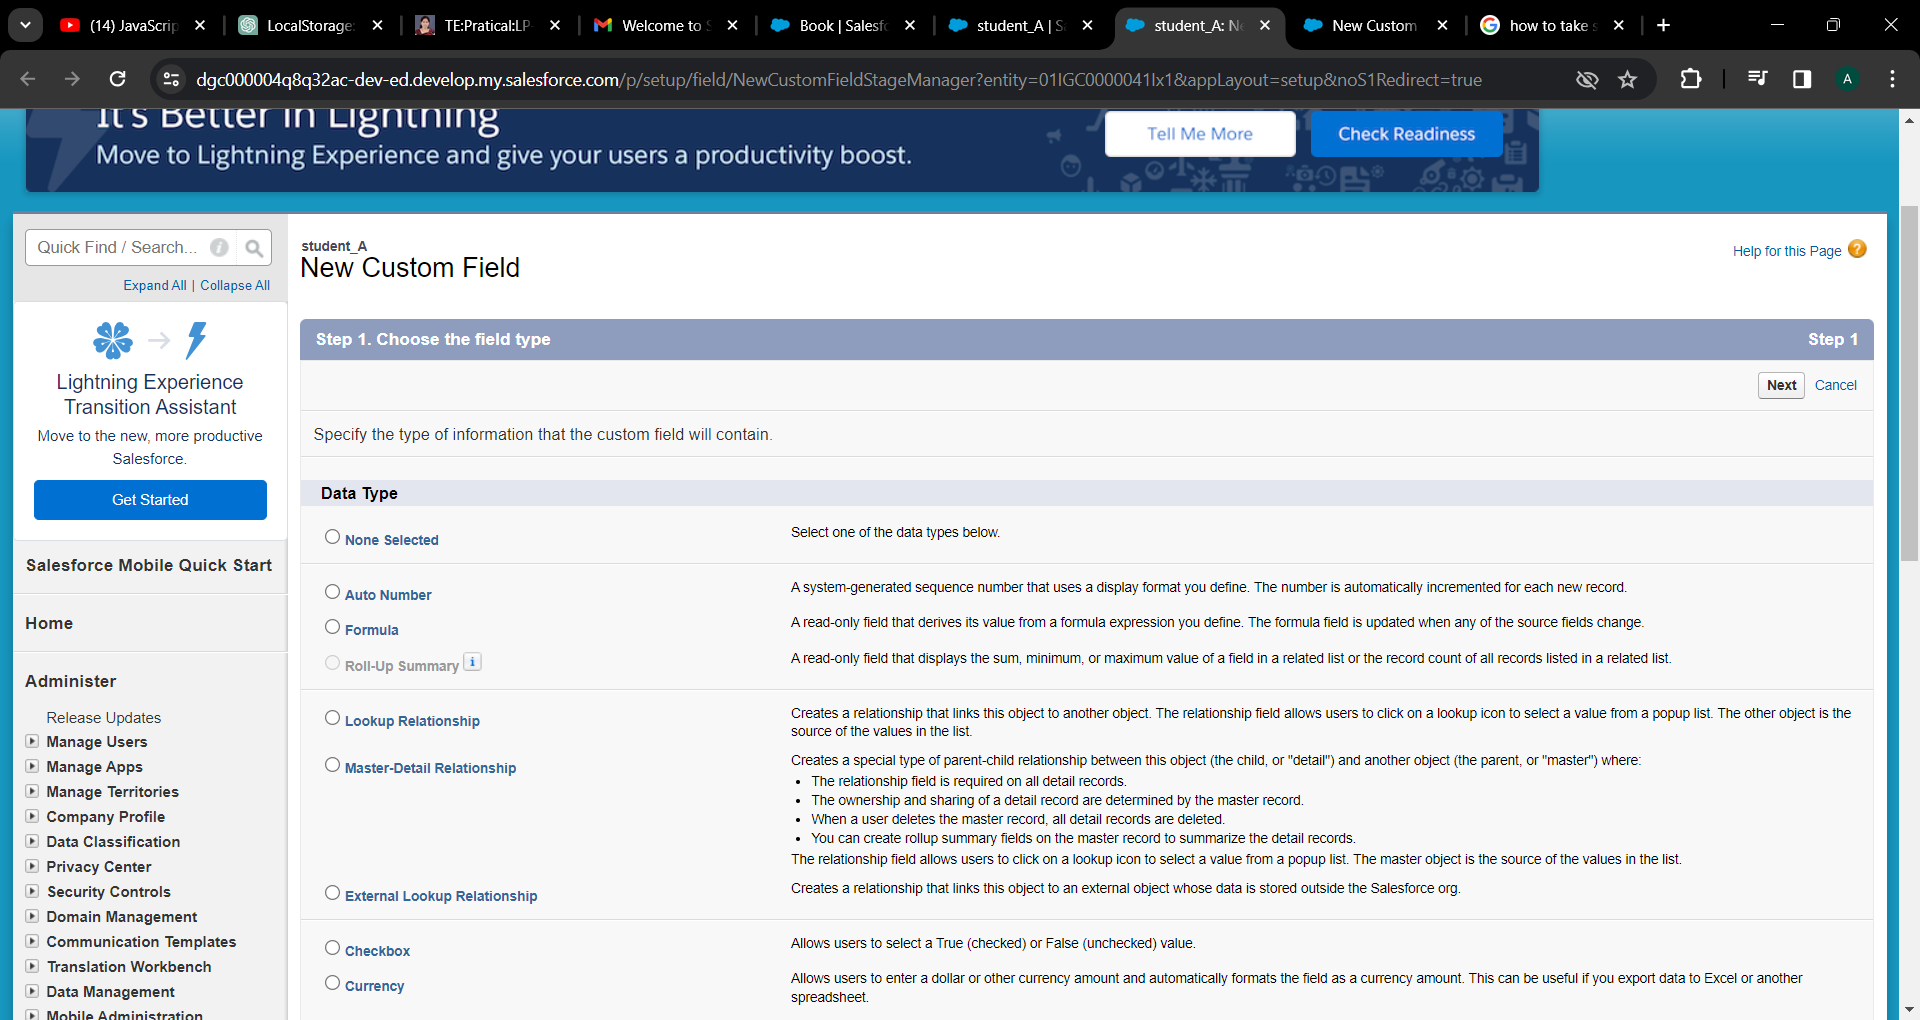 (14) JavaScrip
LocalStorage:
TE:Pratical:LP
Welcome to S
Book | Salesf
student_A | S
student_A: Ne
New Custom
how to take s
dgc000004q8q32ac-dev-ed.develop.my.salesforce.com/p/setup/field/NewCustomFieldStageManager?entity=01IGC0000041Ix1&appLayout=setup&noS1Redirect=true
A
It's Better in Lightning
Move to Lightning Experience and give your users a productivity boost.
Tell Me More
Check Readiness
Quick Find / Search...
Expand All | Collapse All
Lightning Experience
Transition Assistant
Move to the new, more productive
Salesforce.
Get Started
Salesforce Mobile Quick Start
Home
Administer
Release Updates
Manage Users
Manage Apps
Manage Territories
Company Profile
Data Classification
Privacy Center
Security Controls
Domain Management
Communication Templates
Translation Workbench
Data Management
Mobile Administration
student_A
New Custom Field
Help for this Page ?
Step 1. Choose the field type
Step 1
Next
Cancel
Specify the type of information that the custom field will contain.
Data Type
None Selected
Select one of the data types below.
Auto Number
A system-generated sequence number that uses a display format you define. The number is automatically incremented for each new record.
Formula
A read-only field that derives its value from a formula expression you define. The formula field is updated when any of the source fields change.
Roll-Up Summary i
A read-only field that displays the sum, minimum, or maximum value of a field in a related list or the record count of all records listed in a related list.
Lookup Relationship
Creates a relationship that links this object to another object. The relationship field allows users to click on a lookup icon to select a value from a popup list. The other object is the
source of the values in the list.
Master-Detail Relationship
Creates a special type of parent-child relationship between this object (the child, or "detail") and another object (the parent, or "master") where:
• The relationship field is required on all detail records.
• The ownership and sharing of a detail record are determined by the master record.
• When a user deletes the master record, all detail records are deleted.
• You can create rollup summary fields on the master record to summarize the detail records.
The relationship field allows users to click on a lookup icon to select a value from a popup list. The master object is the source of the values in the list.
External Lookup Relationship
Creates a relationship that links this object to an external object whose data is stored outside the Salesforce org.
Checkbox
Allows users to select a True (checked) or False (unchecked) value.
Currency
Allows users to enter a dollar or other currency amount and automatically formats the field as a currency amount. This can be useful if you export data to Excel or another
spreadsheet.